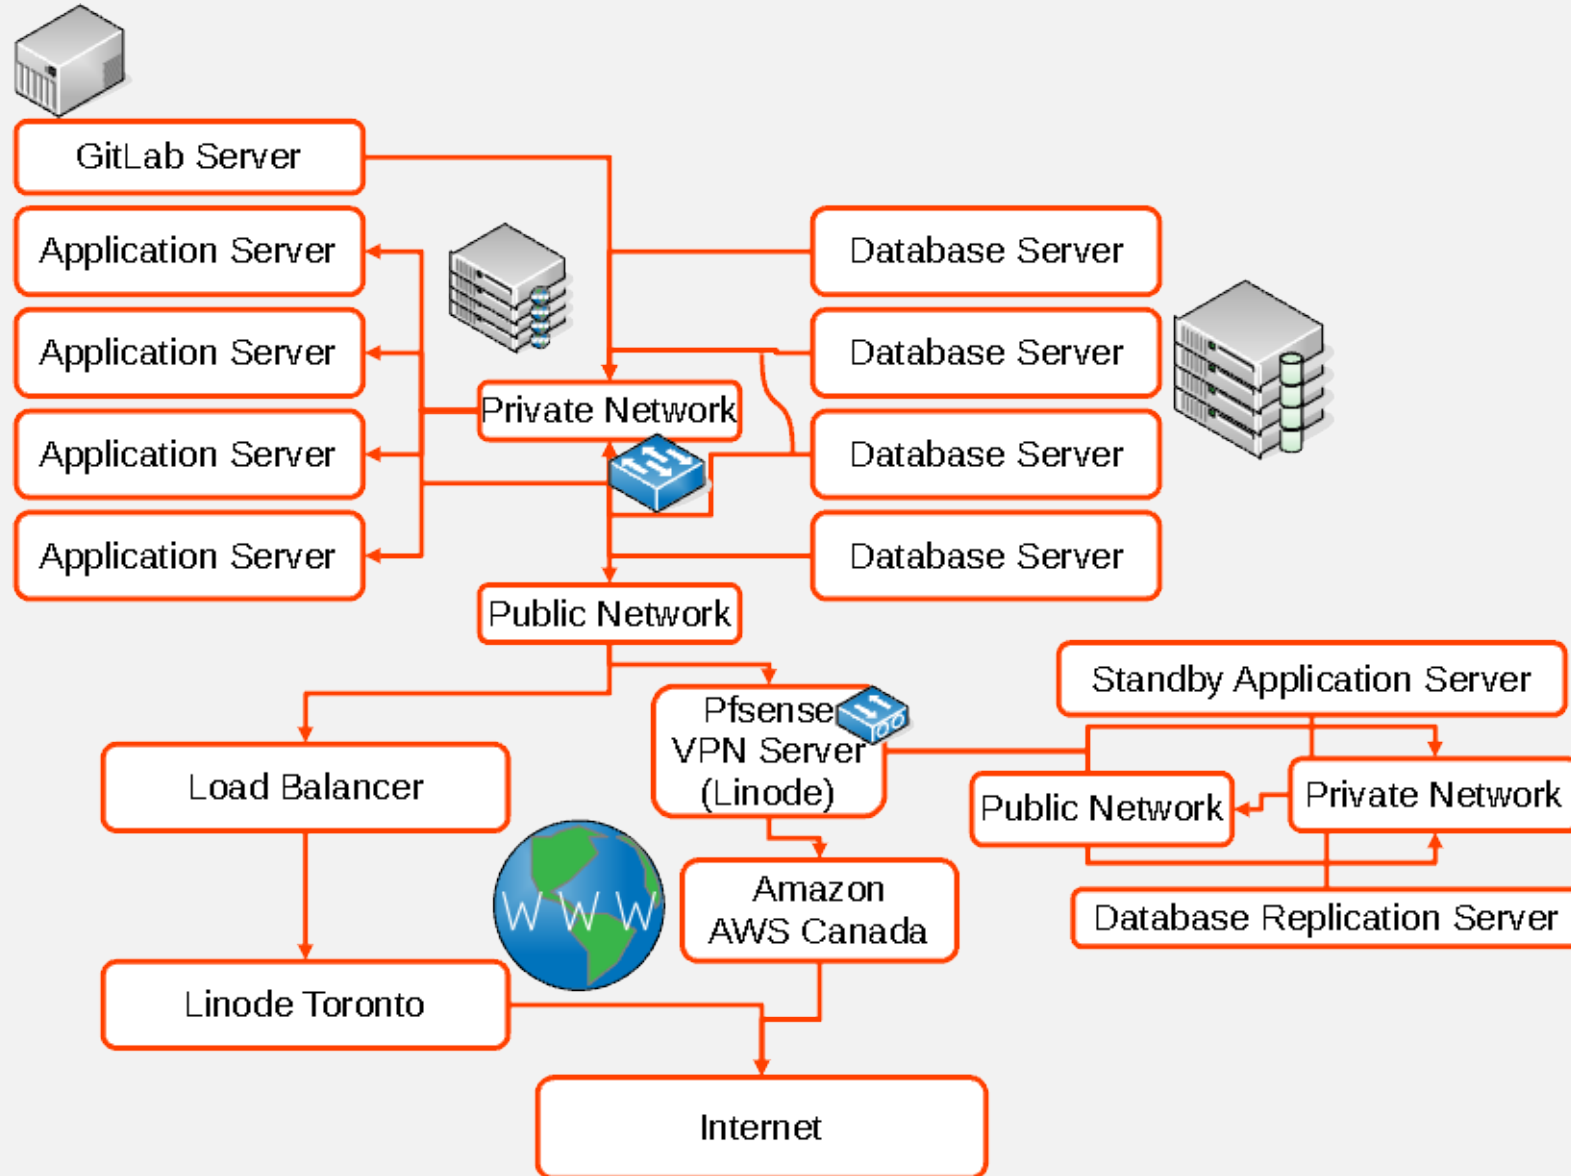 GitLab Server
Application Server
Database Server
Application Server
Database Server
Private Network
Application Server
Database Server
Application Server
Database Server
Public Network
Standby Application Server
Pfsense
VPN Server
(Linode)
Load Balancer
Public Network
Private Network
Amazon
AWS Canada
W W W
Database Replication Server
Linode Toronto
Internet